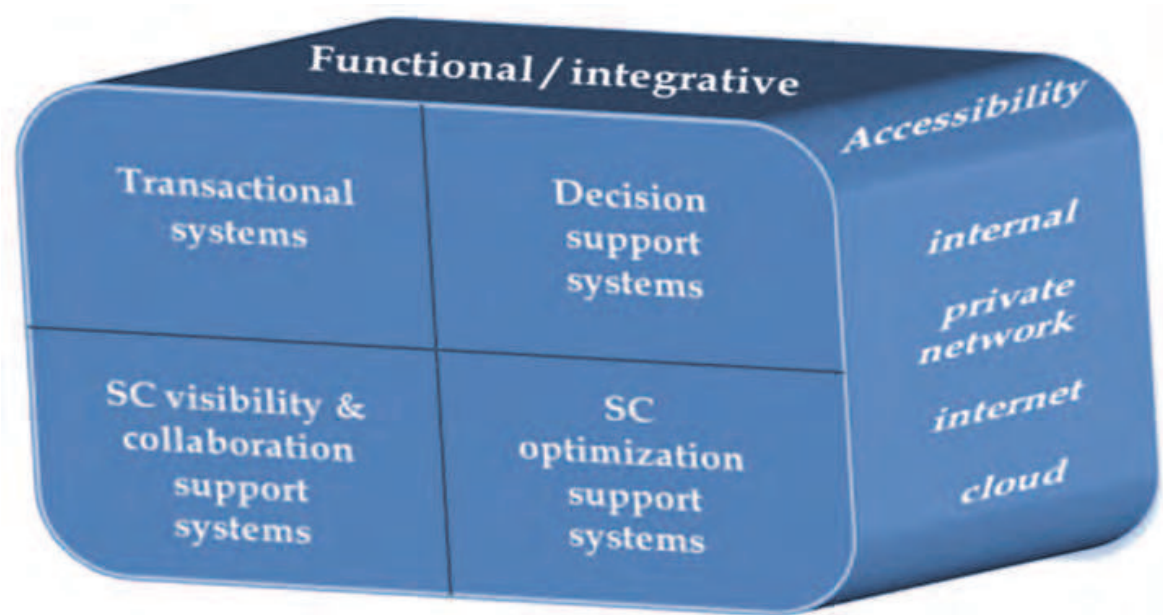 Functional / integrative
Accessibility
Transactional
systems
Decision
support
systems
SC visibility &
collaboration
support
systems
SC
optimization
support
systems
internal
private
network
internet
cloud